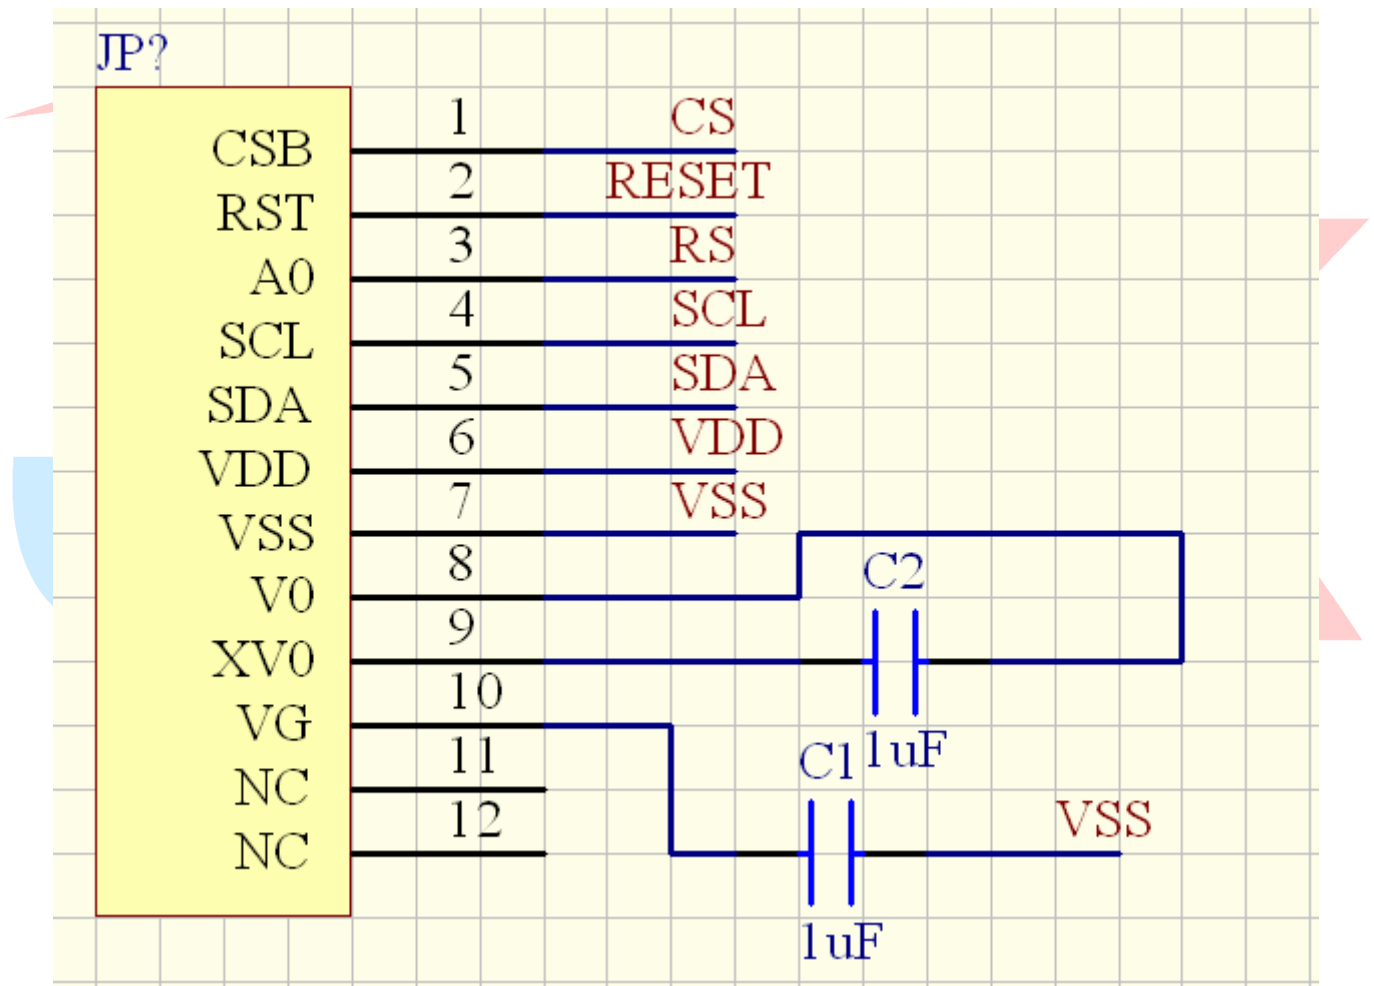 JP?
1 CS
CSB
2 RESET
RST
3 RS
A0
4 SCL
SCL
5 SDA
SDA
6 VDD
VDD
7 VSS
VSS
8 C2
V0
9
XV0
10
VG
11 C1 1uF
NC
12 VSS
NC
1uF